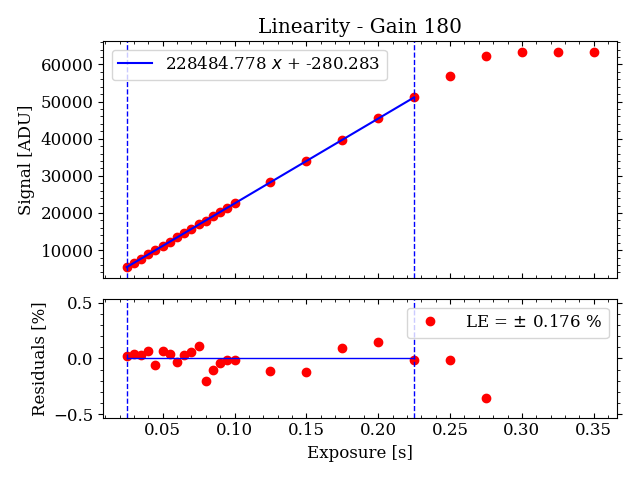 Linearity - Gain 180
228484.778 x + -280.283
Signal [ADU]
60000
50000
40000
30000
20000
10000
LE = ± 0.176 %
Residuals [%]
0.5
0.0
−0.5
0.05 0.10 0.15 0.20 0.25 0.30 0.35
Exposure [s]